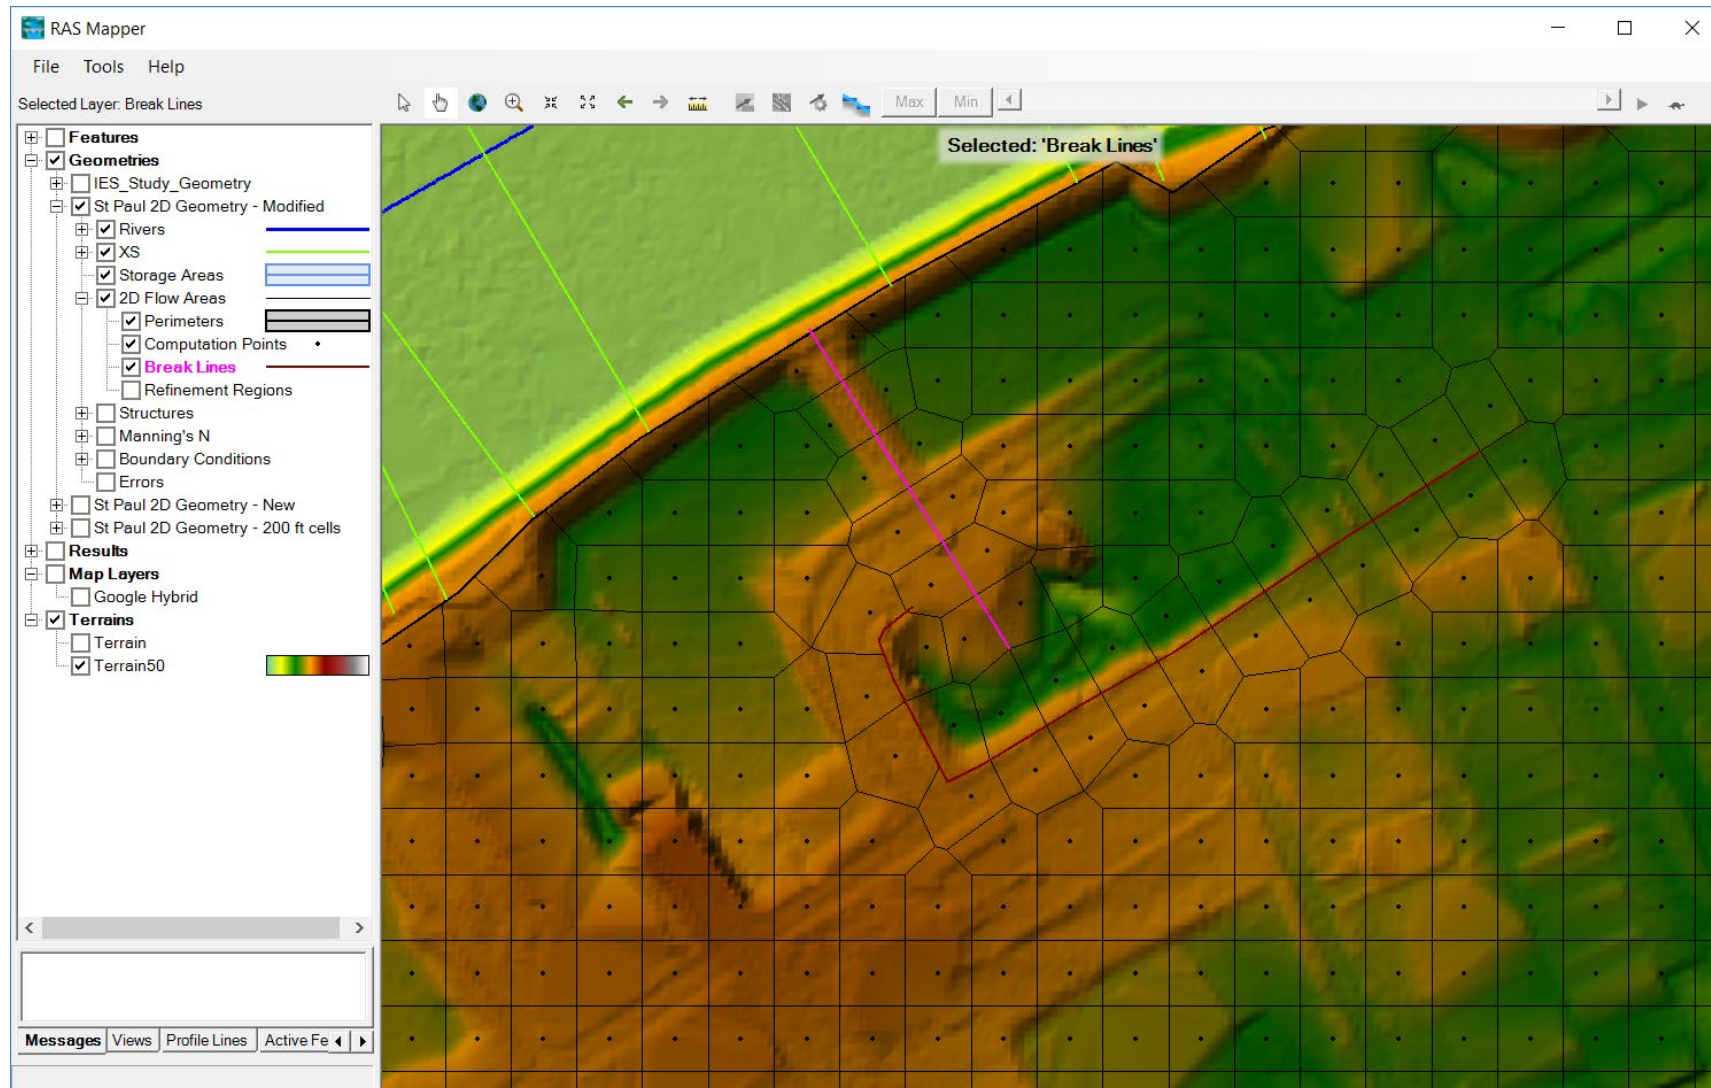 RAS Mapper
File Tools Help
Selected Layer: Break Lines
Max Min
Features
Geometries
IES_Study_Geometry
St Paul 2D Geometry - Modified
Rivers
XS
Storage Areas
2D Flow Areas
Perimeters
Computation Points
Break Lines
Refinement Regions
Structures
Manning's N
Boundary Conditions
Errors
St Paul 2D Geometry - New
St Paul 2D Geometry - 200 ft cells
Results
Map Layers
Google Hybrid
Terrains
Terrain
Terrain50
Messages Views Profile Lines Active Fe
Selected: 'Break Lines'